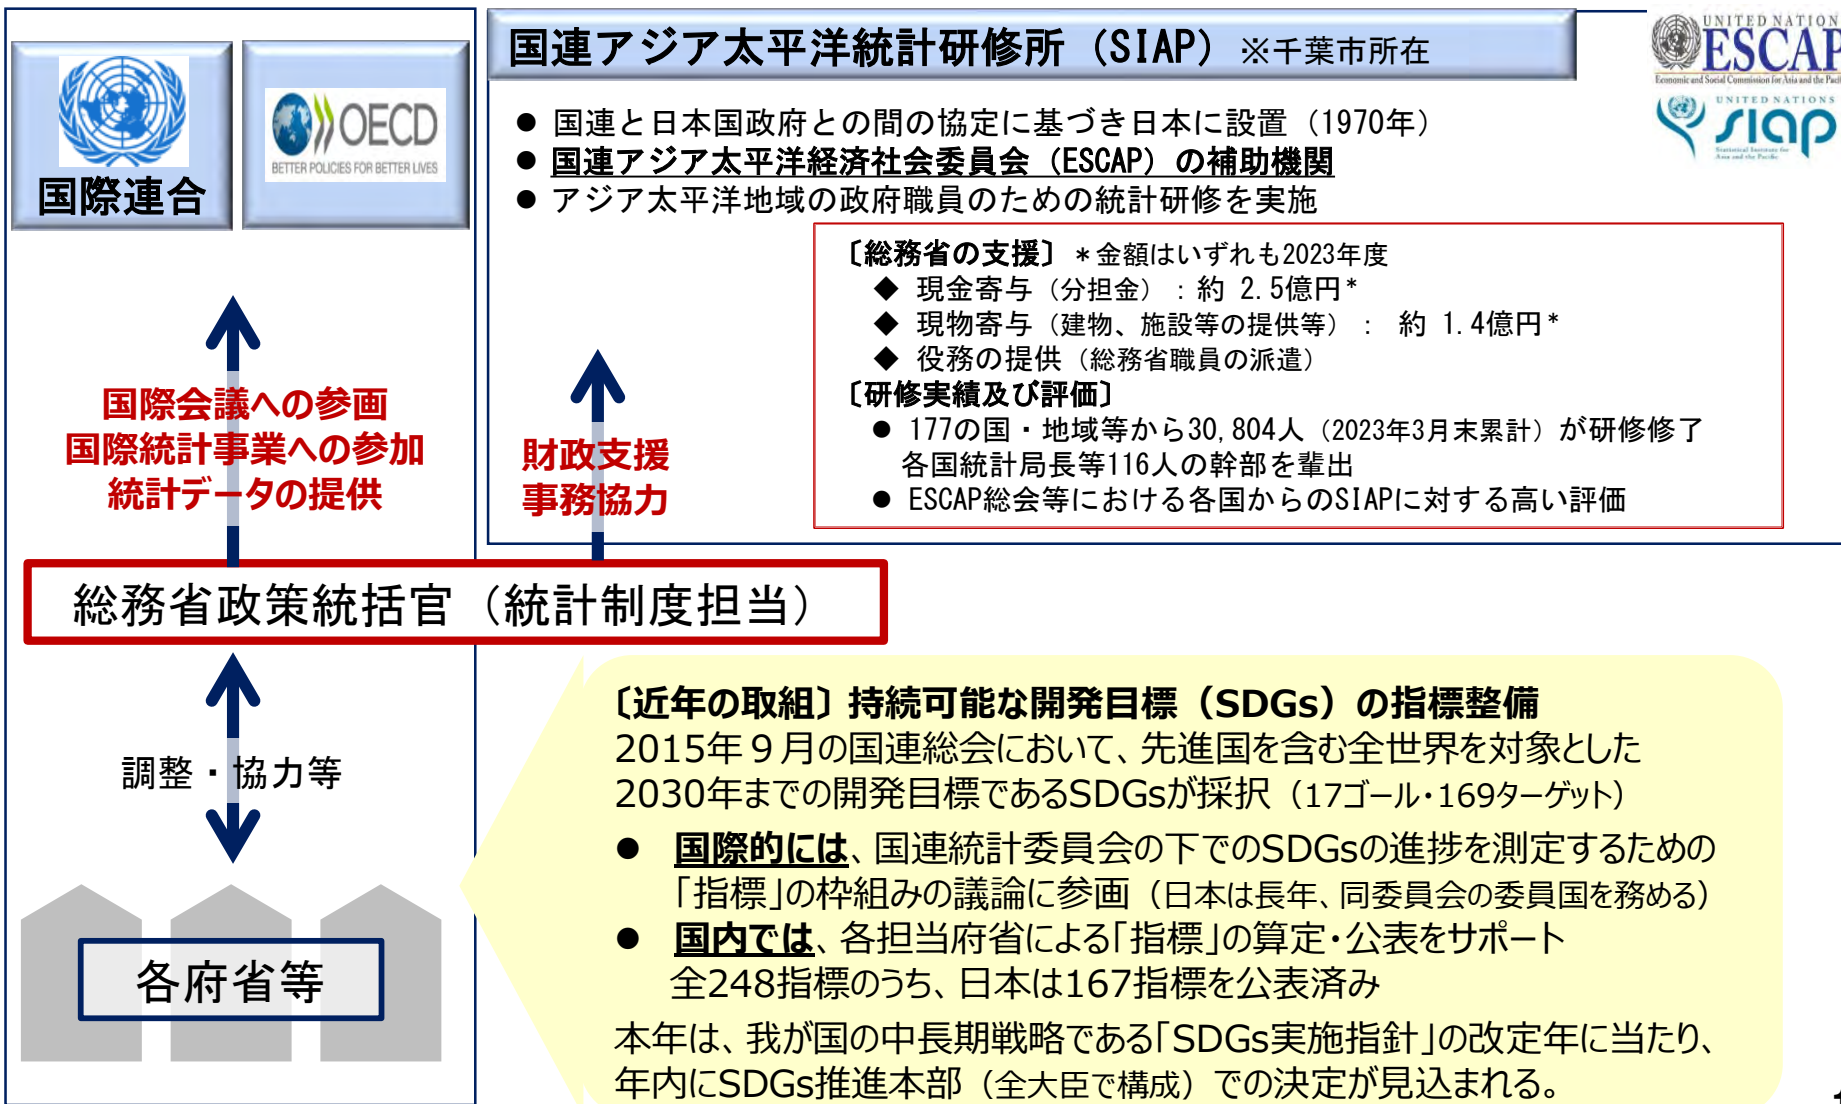 国際連合
OECD
BETTER POLICIES FOR BETTER LIVES
国連アジア太平洋統計研修所（SIAP）※千葉市所在
UNITED NATION
ESCAP
Economic and Social Commission for Asia and the Pacif
UNITED NATIONS
siap
Statistical Institute for
Asia and the Pacific
● 国連と日本国政府との間の協定に基づき日本に設置（1970年）
● 国連アジア太平洋経済社会委員会（ESCAP）の補助機関
● アジア太平洋地域の政府職員のための統計研修を実施
〔総務省の支援〕＊金額はいずれも2023年度
◆ 現金寄与（分担金）：約 2.5億円*
◆ 現物寄与（建物、施設等の提供等）： 約 1.4億円*
◆ 役務の提供（総務省職員の派遣）
〔研修実績及び評価〕
● 177の国・地域等から30,804人（2023年3月末累計）が研修修了
各国統計局長等116人の幹部を輩出
● ESCAP総会等における各国からのSIAPに対する高い評価
国際会議への参画
国際統計事業への参加
統計データの提供
財政支援
事務協力
総務省政策統括官（統計制度担当）
調整・協力等
各府省等
〔近年の取組〕持続可能な開発目標（SDGs）の指標整備
2015年９月の国連総会において、先進国を含む全世界を対象とした
2030年までの開発目標であるSDGsが採択（17ゴール・169ターゲット）
● 国際的には、国連統計委員会の下でのSDGsの進捗を測定するための
「指標」の枠組みの議論に参画（日本は長年、同委員会の委員国を務める）
● 国内では、各担当府省による「指標」の算定・公表をサポート
全248指標のうち、日本は167指標を公表済み
本年は、我が国の中長期戦略である「SDGs実施指針」の改定年に当たり、
年内にSDGs推進本部（全大臣で構成）での決定が見込まれる。